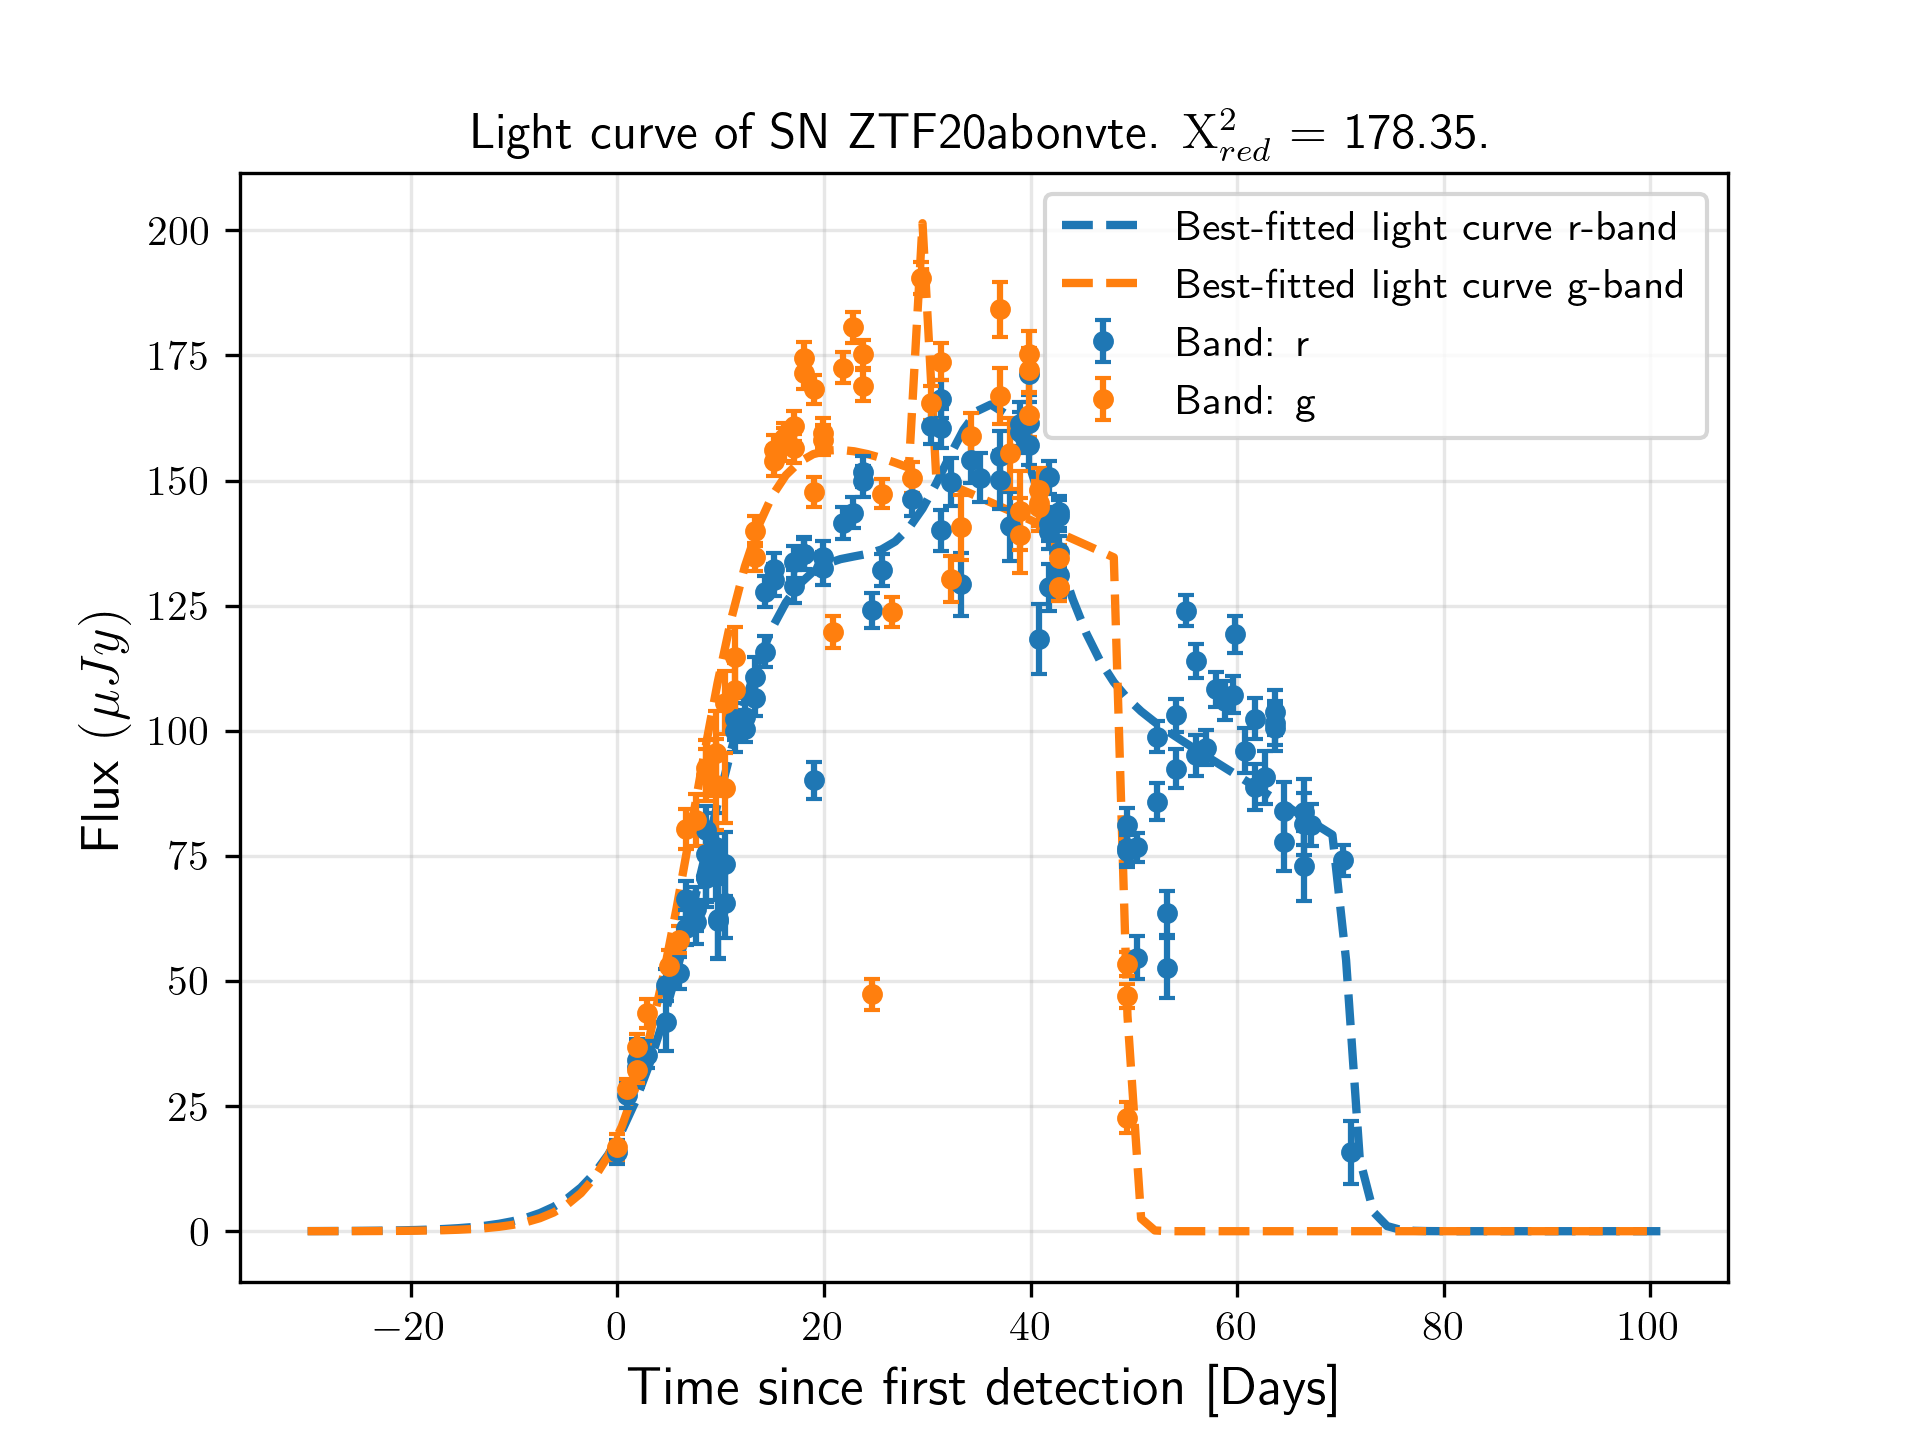 Light curve of SN ZTF20abonvte. X²_red = 178.35.
Best-fitted light curve r-band
Best-fitted light curve g-band
Band: r
Band: g
Flux (μJy)
200
175
150
125
100
75
50
25
0
−20 0 20 40 60 80 100
Time since first detection [Days]